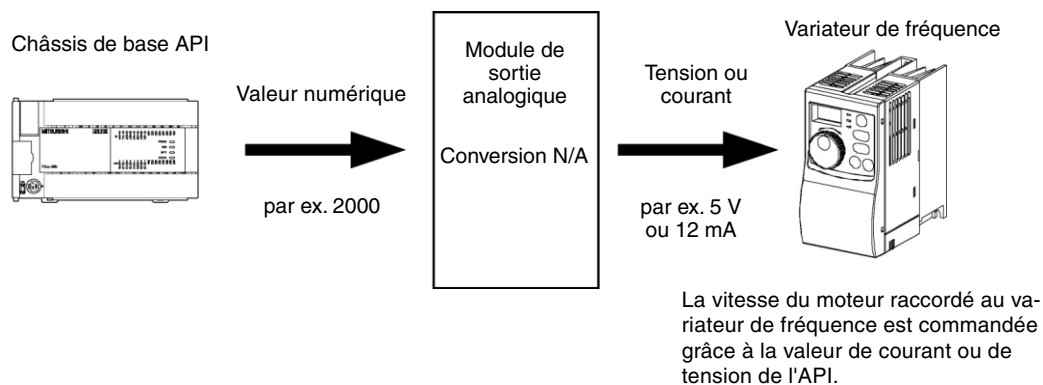 Châssis de base API
Valeur numérique
par ex. 2000
Module de
sortie
analogique
Conversion N/A
Tension ou
courant
par ex. 5 V
ou 12 mA
Variateur de fréquence
La vitesse du moteur raccordé au va-
riateur de fréquence est commandée
grâce à la valeur de courant ou de
tension de l'API.
MITSUBISHI